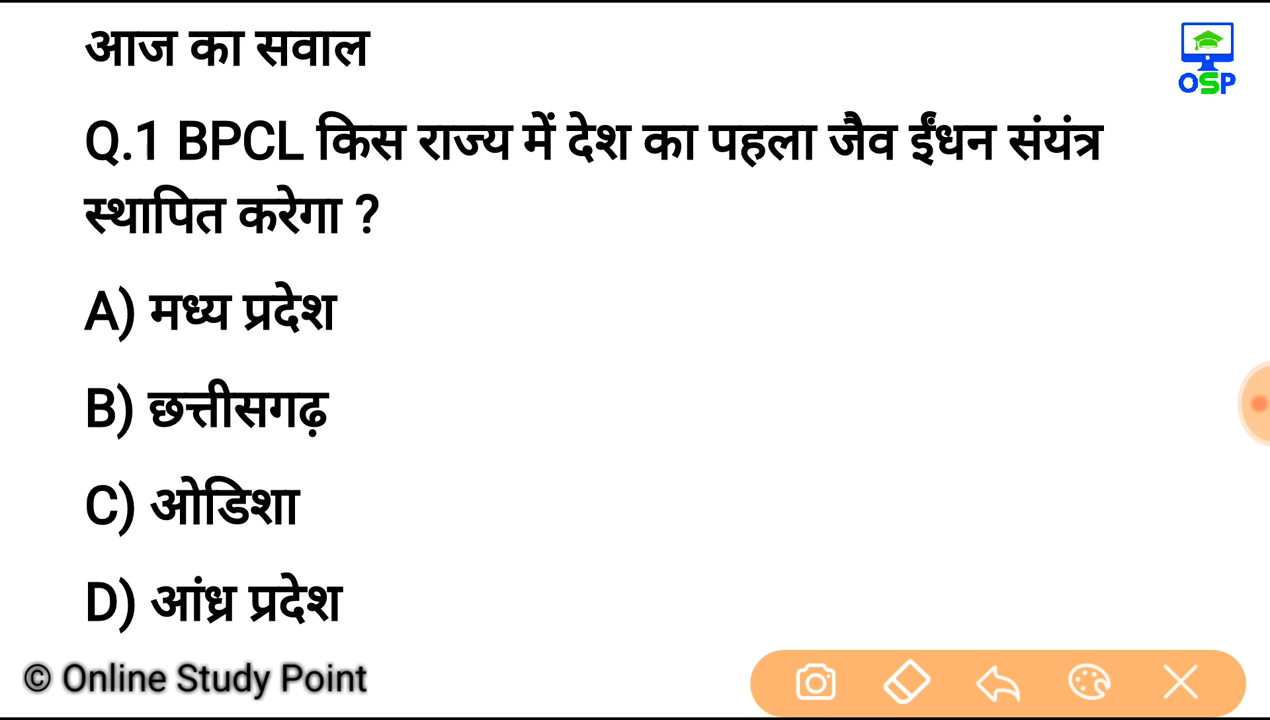 आज का सवाल
OSP
Q.1 BPCL किस राज्य में देश का पहला जैव ईंधन संयंत्र
स्थापित करेगा ?
A) मध्य प्रदेश
B) छत्तीसगढ़
C) ओडिशा
D) आंध्र प्रदेश
© Online Study Point